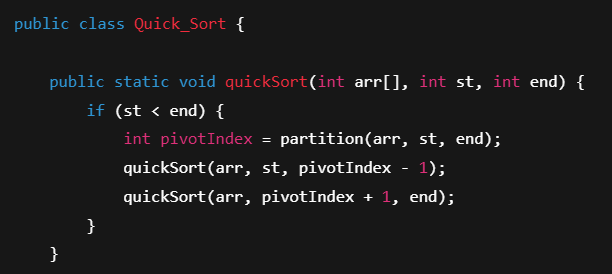 public class Quick_Sort {
public static void quickSort(int arr[], int st, int end) {
if (st < end) {
int pivotIndex = partition(arr, st, end);
quickSort(arr, st, pivotIndex - 1);
quickSort(arr, pivotIndex + 1, end);
}
}